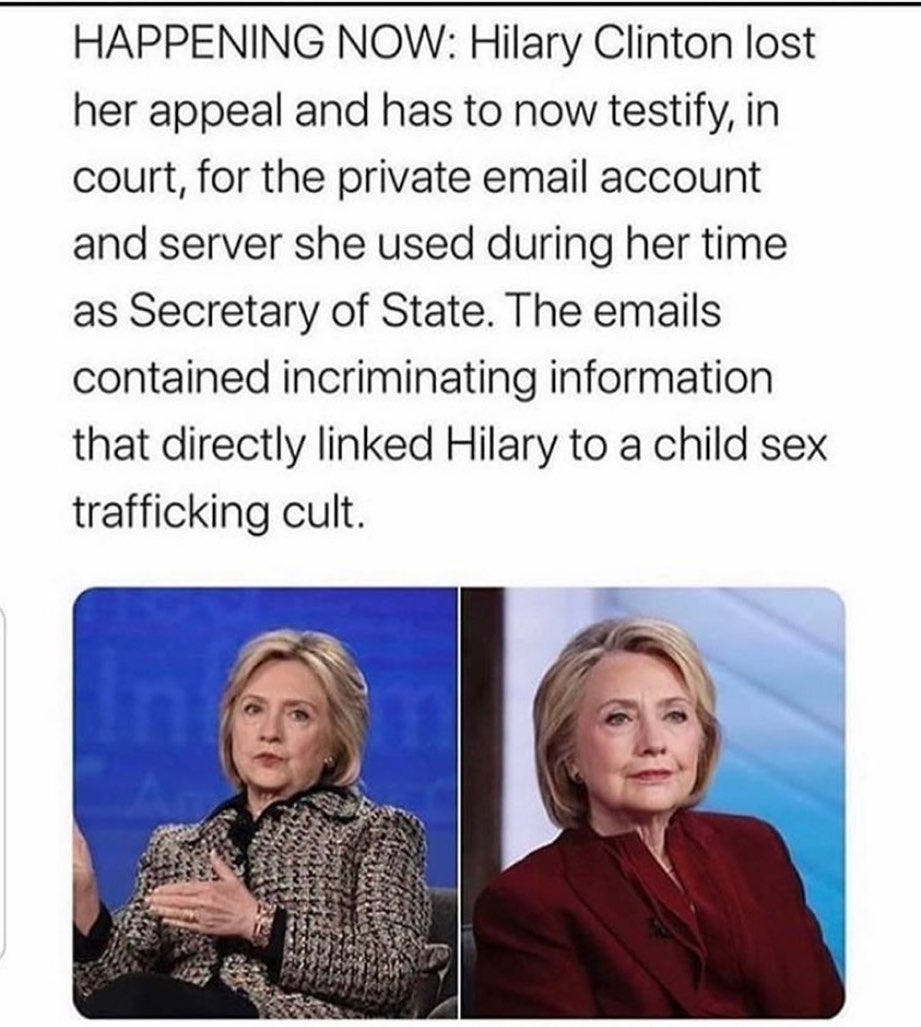 HAPPENING NOW: Hilary Clinton lost
her appeal and has to now testify, in
court, for the private email account
and server she used during her time
as Secretary of State. The emails
contained incriminating information
that directly linked Hilary to a child sex
trafficking cult.